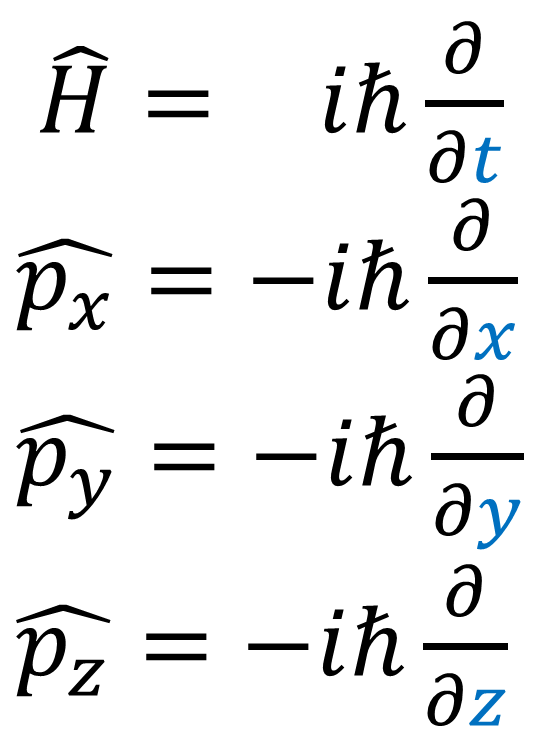 Ĥ = iħ ∂/∂t
p̂ₓ = −iħ ∂/∂x
p̂ᵧ = −iħ ∂/∂y
p̂_z = −iħ ∂/∂z